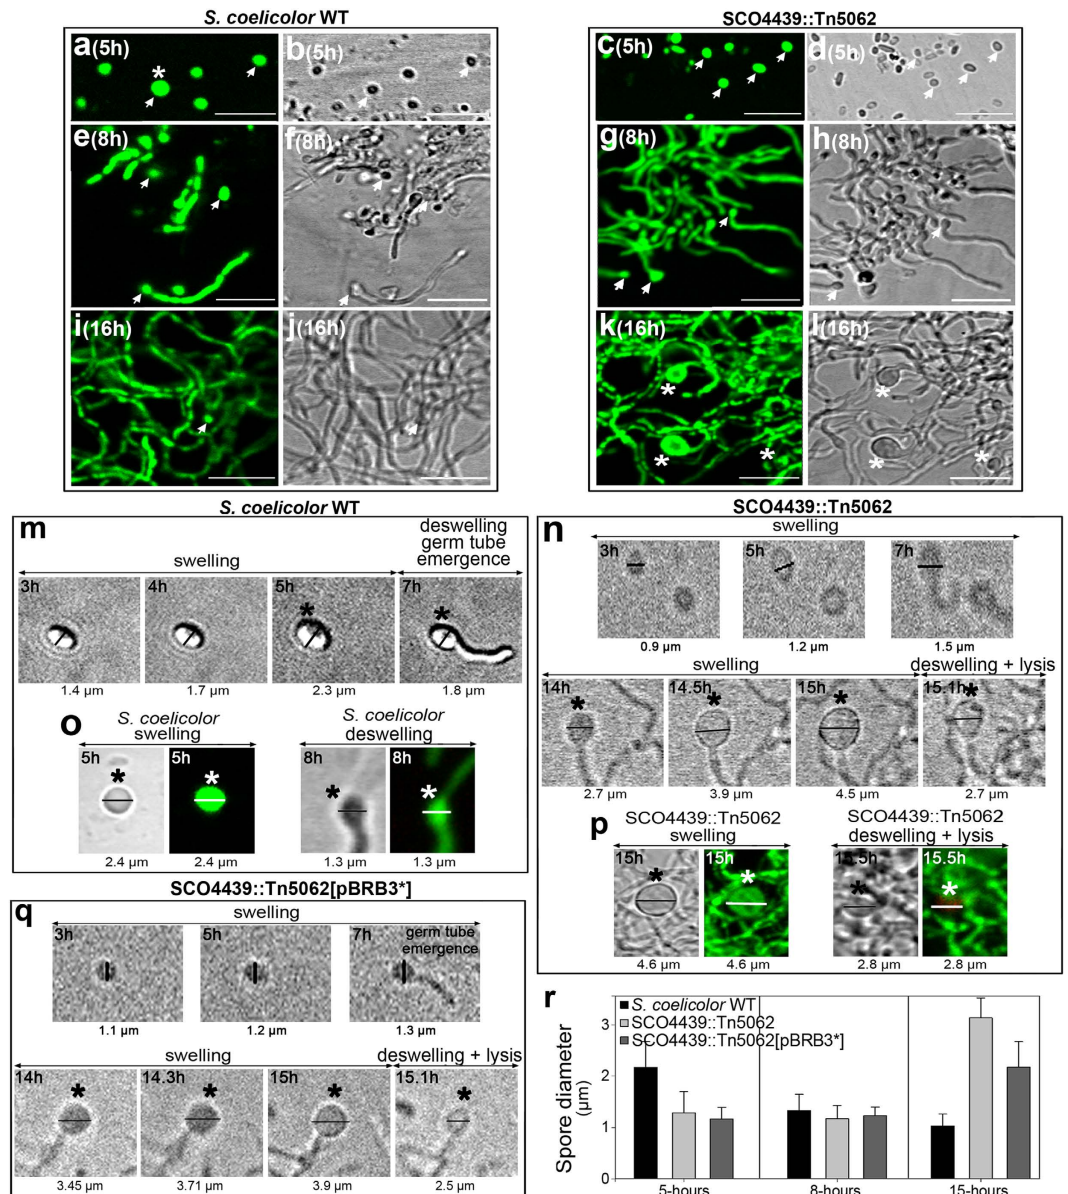 S. coelicolor WT
SCO4439::Tn5062
a(5h)
*
b(5h)
c(5h)
d(5h)
e(8h)
f(8h)
g(8h)
h(8h)
i(16h)
j(16h)
k(16h)
*
*
*
l(16h)
*
*
*
S. coelicolor WT
m
swelling
deswelling
germ tube
emergence
3h
4h
5h
*
7h
*
1.4 µm
1.7 µm
2.3 µm
1.8 µm
SCO4439::Tn5062
n
swelling
3h
5h
7h
0.9 µm
1.2 µm
1.5 µm
swelling
deswelling + lysis
14h
*
14.5h
*
15h
*
15.1h
*
2.7 µm
3.9 µm
4.5 µm
2.7 µm
o
S. coelicolor
swelling
S. coelicolor
deswelling
5h
*
5h
*
8h
*
8h
*
2.4 µm
2.4 µm
1.3 µm
1.3 µm
p
SCO4439::Tn5062
swelling
SCO4439::Tn5062
deswelling + lysis
15h
*
15h
*
15.5h
*
15.5h
*
4.6 µm
4.6 µm
2.8 µm
2.8 µm
SCO4439::Tn5062[pBRB3*]
q
swelling
3h
5h
7h
germ tube
emergence
1.1 µm
1.2 µm
1.3 µm
swelling
deswelling + lysis
14h
*
14.3h
*
15h
*
15.1h
*
3.45 µm
3.71 µm
3.9 µm
2.5 µm
r
S. coelicolor WT
SCO4439::Tn5062
SCO4439::Tn5062[pBRB3*]
Spore diameter
(µm)
3
2
1
0
5-hours
8-hours
15-hours